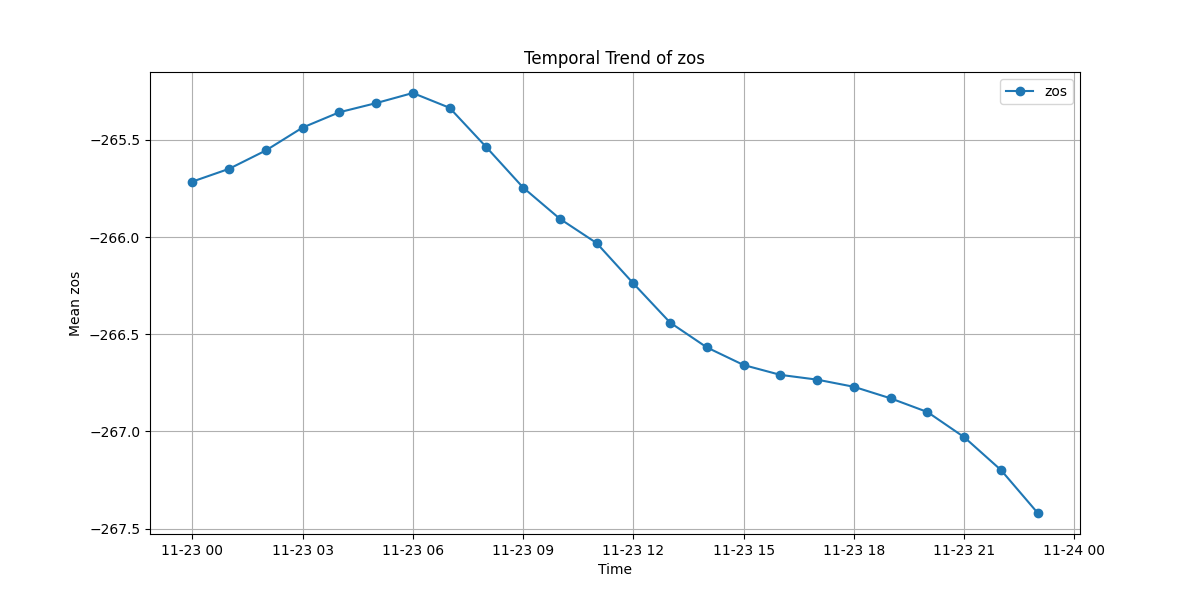 Temporal Trend of zos
zos
Mean zos
−265.5
−266.0
−266.5
−267.0
−267.5
11-23 00 11-23 03 11-23 06 11-23 09 11-23 12 11-23 15 11-23 18 11-23 21 11-24 00
Time